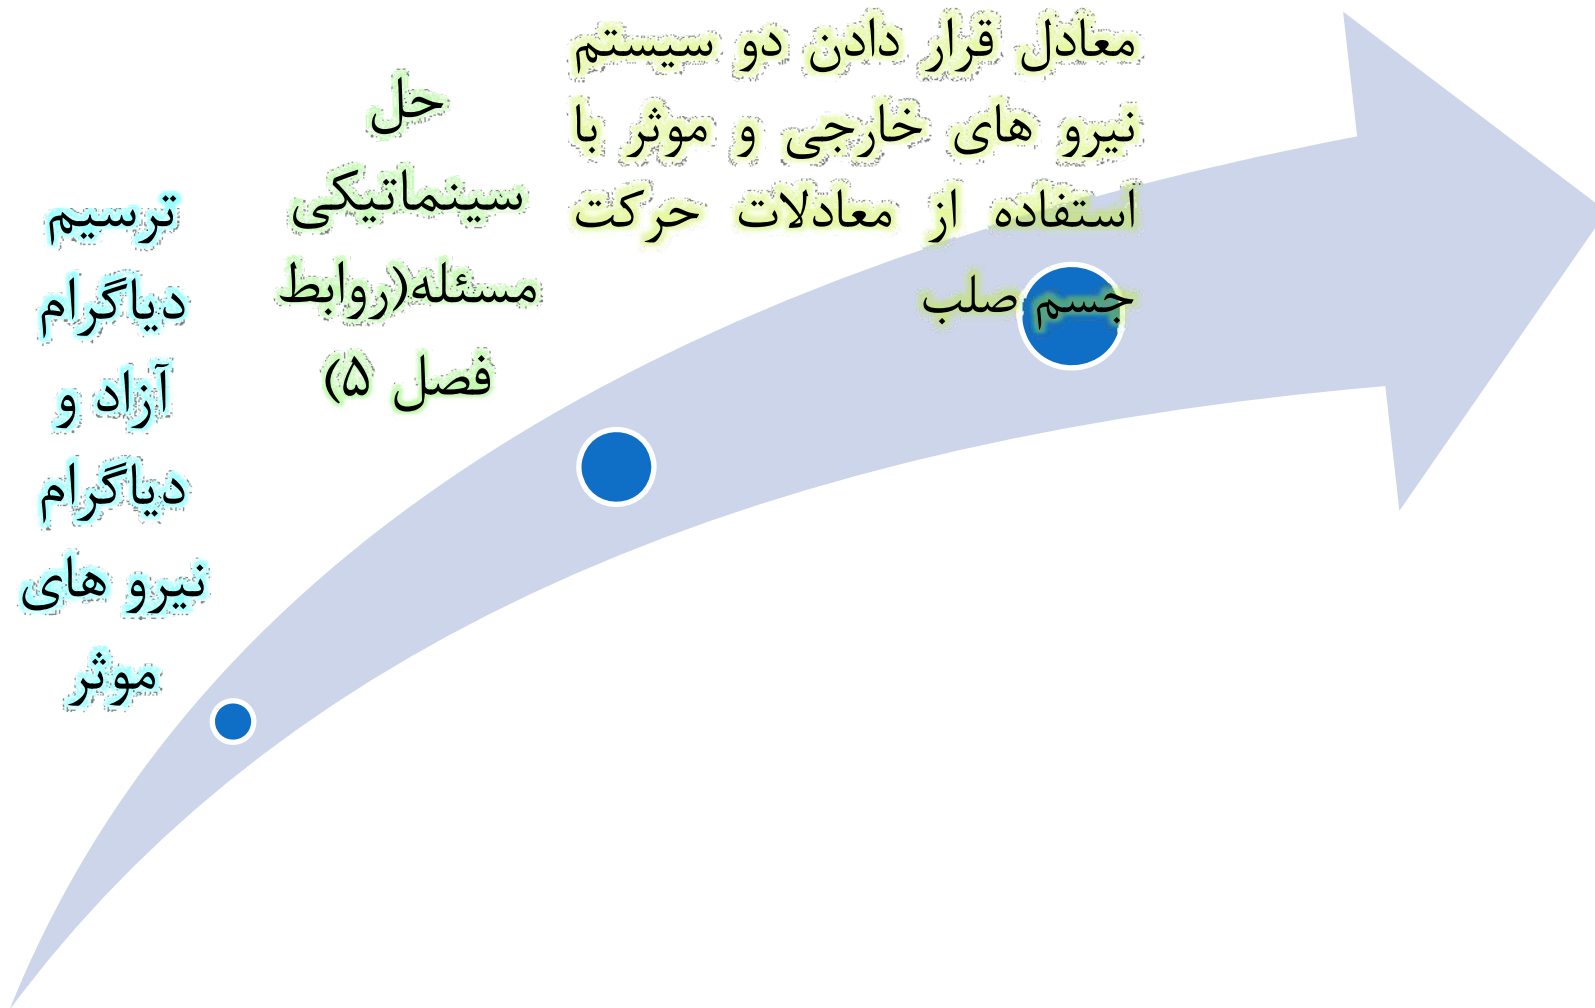 ترسیم
دیاگرام
آزاد و
دیاگرام
نیرو های
موثر
حل
سینماتیکی
مسئله(روابط
فصل ۵)
معادل قرار دادن دو سیستم
نیرو های خارجی و موثر با
استفاده از معادلات حرکت
جسم صلب